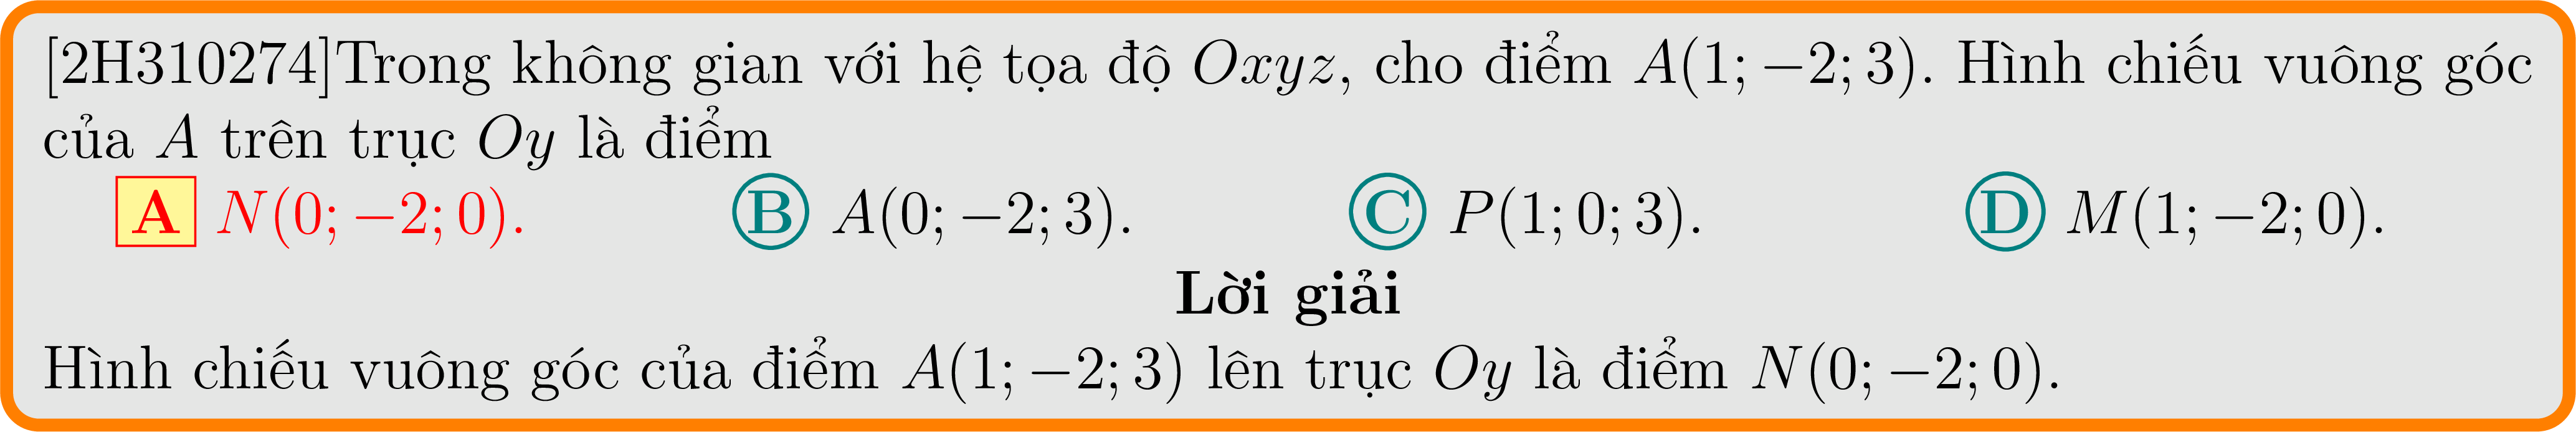 [2H310274]Trong không gian với hệ tọa độ Oxyz, cho điểm A(1; −2; 3). Hình chiếu vuông góc
của A trên trục Oy là điểm
A N(0; −2; 0). B A(0; −2; 3). C P(1; 0; 3). D M(1; −2; 0).
Lời giải
Hình chiếu vuông góc của điểm A(1; −2; 3) lên trục Oy là điểm N(0; −2; 0).